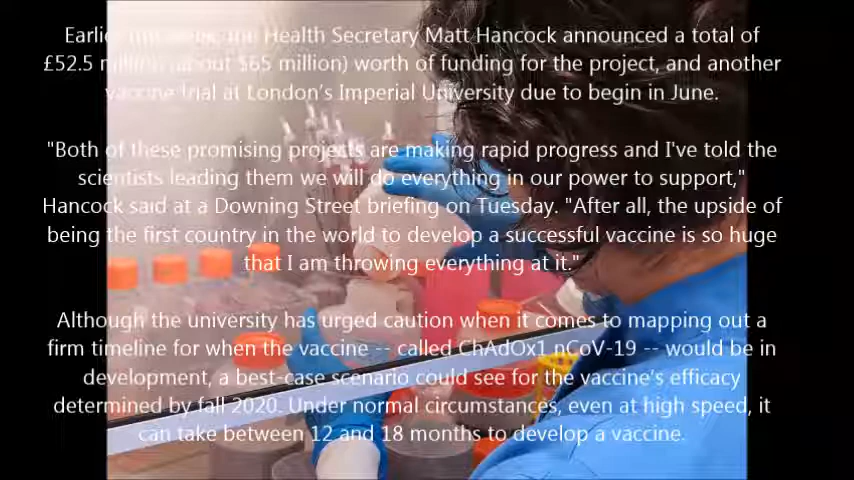 Earlier this week, the Health Secretary Matt Hancock announced a total of
£52.5 million (about $65 million) worth of funding for the project, and another
vaccine trial at London's Imperial University due to begin in June.
"Both of these promising projects are making rapid progress and I've told the
scientists leading them we will do everything in our power to support,"
Hancock said at a Downing Street briefing on Tuesday. "After all, the upside of
being the first country in the world to develop a successful vaccine is so huge
that I am throwing everything at it."
Although the university has urged caution when it comes to mapping out a
firm timeline for when the vaccine -- called ChAdOx1 nCoV-19 -- would be in
development, a best-case scenario could see for the vaccine's efficacy
determined by fall 2020. Under normal circumstances, even at high speed, it
can take between 12 and 18 months to develop a vaccine.